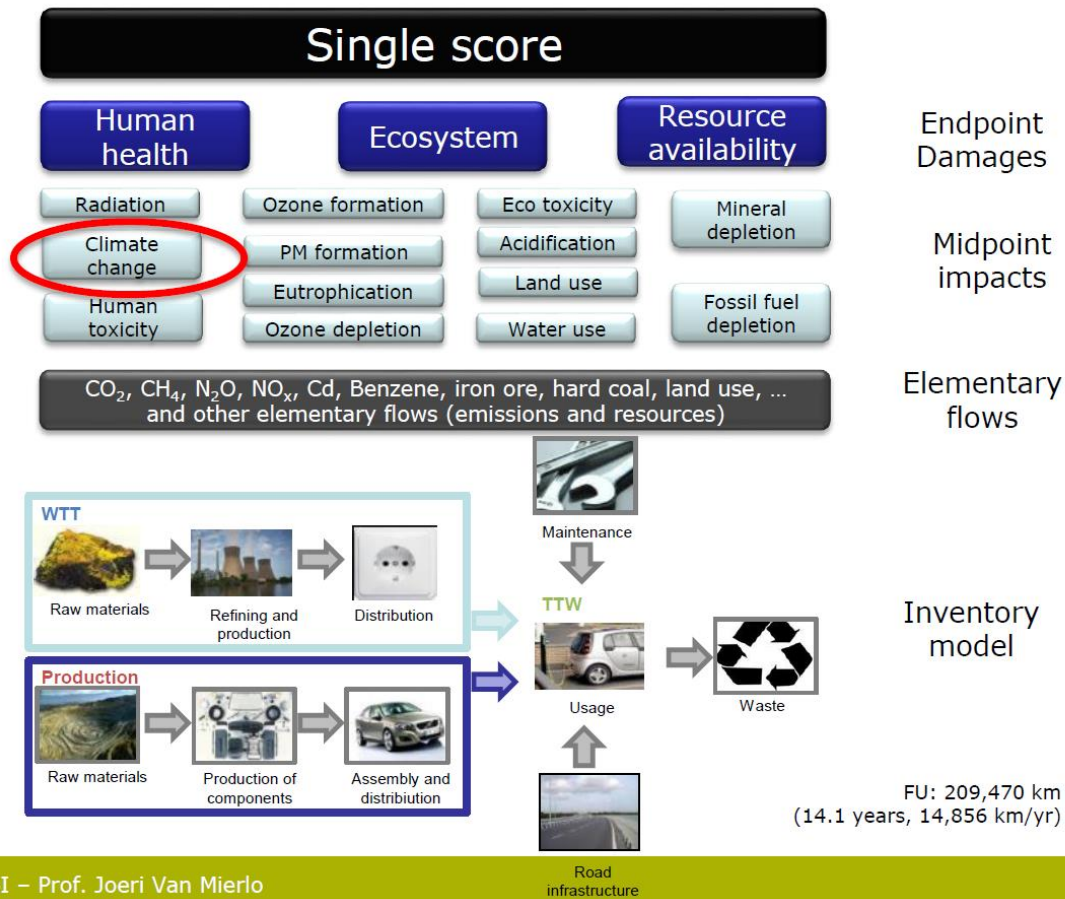 Single score
Human
health
Ecosystem
Resource
availability
Endpoint
Damages
Radiation
Ozone formation
Eco toxicity
Mineral
depletion
Climate
change
PM formation
Acidification
Midpoint
impacts
Human
toxicity
Eutrophication
Land use
Fossil fuel
depletion
Ozone depletion
Water use
CO₂, CH₄, N₂O, NOₓ, Cd, Benzene, iron ore, hard coal, land use, ...
and other elementary flows (emissions and resources)
Elementary
flows
Maintenance
WTT
Raw materials
Refining and
production
Distribution
TTW
Usage
Waste
Inventory
model
Production
Raw materials
Production of
components
Assembly and
distribiution
FU: 209,470 km
(14.1 years, 14,856 km/yr)
Road
infrastructure
I – Prof. Joeri Van Mierlo